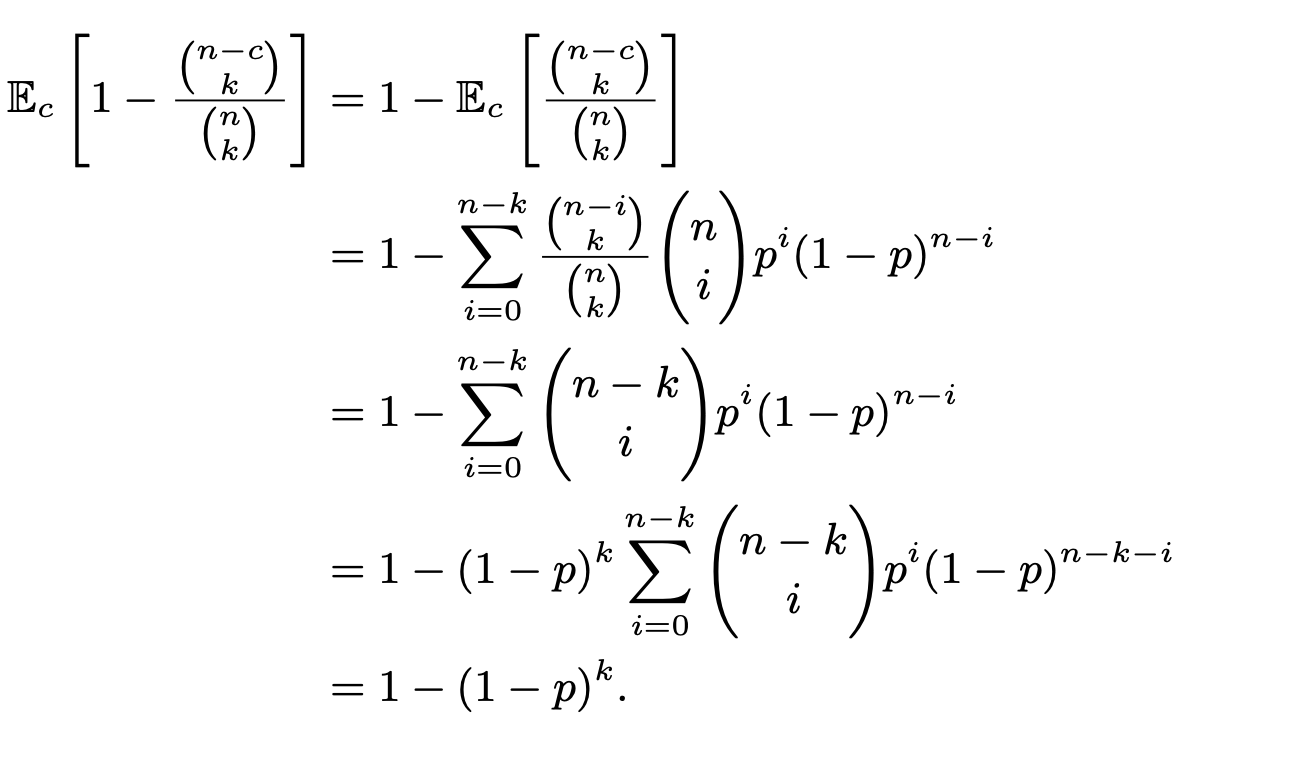 \mathbb{E}_c \left[ 1 - \frac{\binom{n-c}{k}}{\binom{n}{k}} \right] = 1 - \mathbb{E}_c \left[ \frac{\binom{n-c}{k}}{\binom{n}{k}} \right]
= 1 - \sum_{i=0}^{n-k} \frac{\binom{n-i}{k}}{\binom{n}{k}} \binom{n}{i} p^i (1-p)^{n-i}
= 1 - \sum_{i=0}^{n-k} \binom{n-k}{i} p^i (1-p)^{n-i}
= 1 - (1-p)^k \sum_{i=0}^{n-k} \binom{n-k}{i} p^i (1-p)^{n-k-i}
= 1 - (1-p)^k.